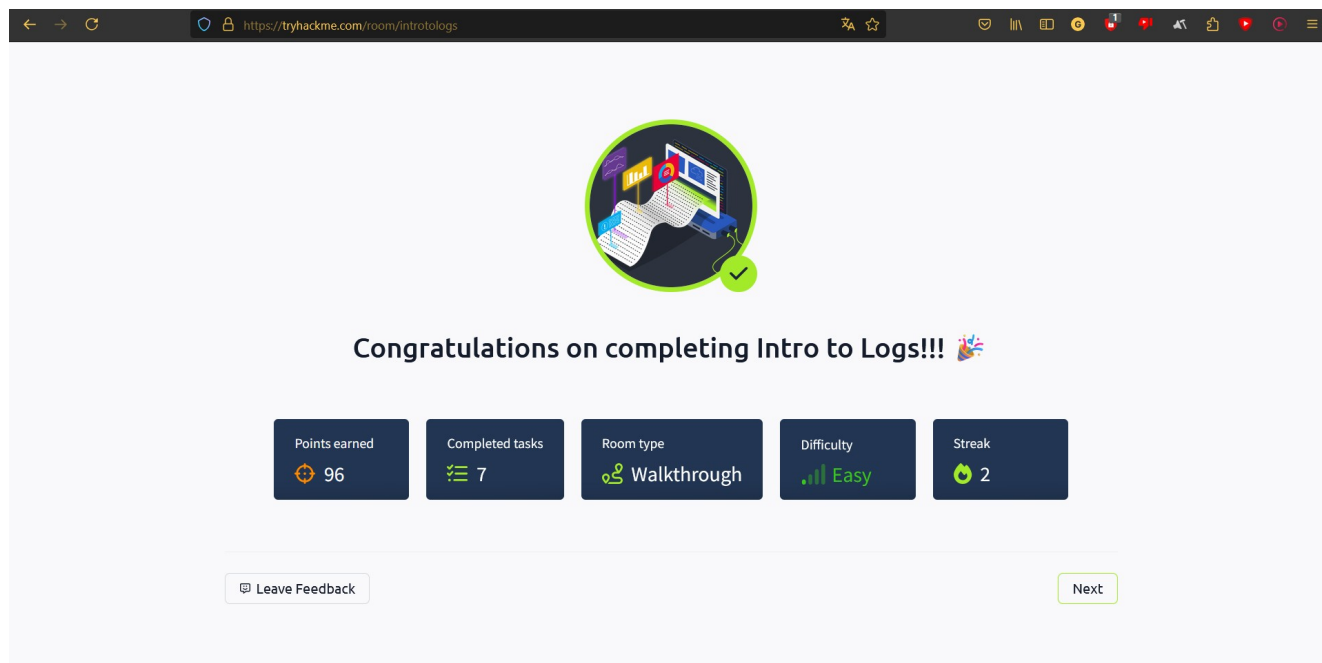 https://tryhackme.com/room/introtologs
1
Congratulations on completing Intro to Logs!!! 🎉
Points earned
96
Completed tasks
7
Room type
Walkthrough
Difficulty
Easy
Streak
2
Leave Feedback
Next